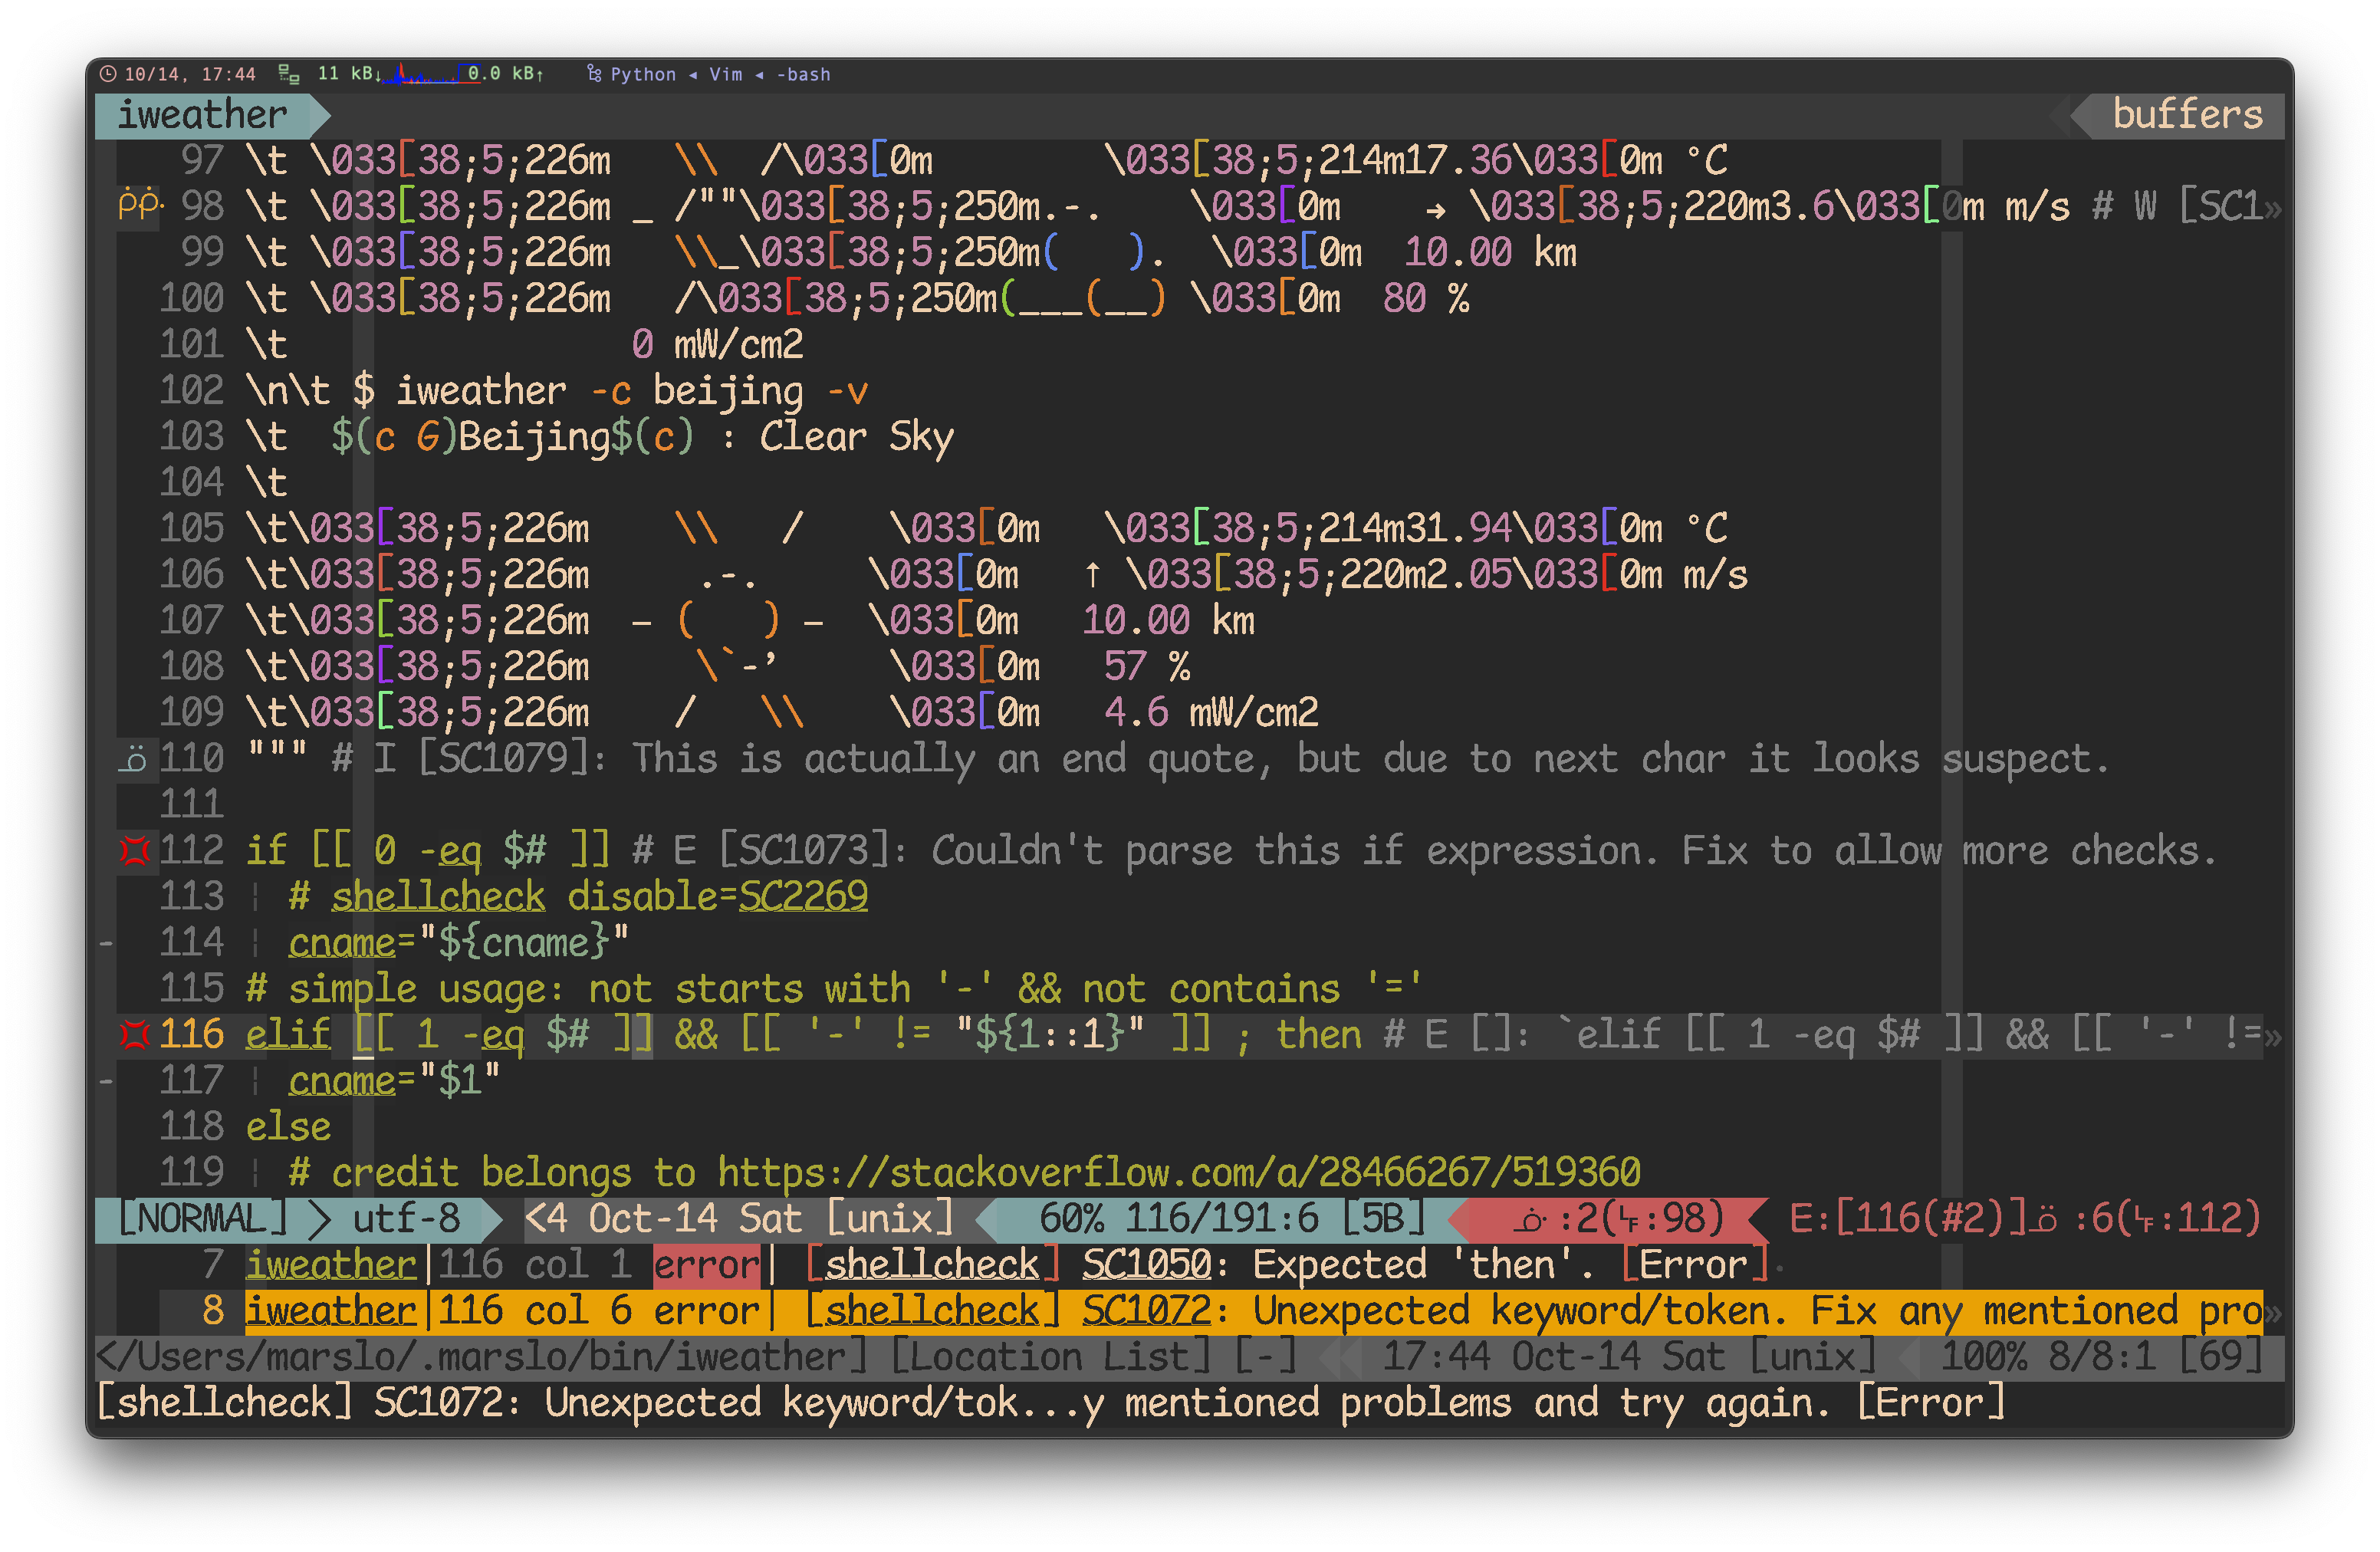 10/14, 17:44 11 kB↓ 0.0 kB↑ Python ◂ Vim ◂ -bash
iweather buffers
97 \t \033[38;5;226m   \\  /\033[0m        \033[38;5;214m17.36\033[0m °C
98 \t \033[38;5;226m _ /""\033[38;5;250m.-.    \033[0m    → \033[38;5;220m3.6\033[0m m/s # W [SC1»
99 \t \033[38;5;226m   \\_\033[38;5;250m(   ).  \033[0m  10.00 km
100 \t \033[38;5;226m   /\033[38;5;250m(___(__) \033[0m  80 %
101 \t                0 mW/cm2
102 \n\t $ iweather -c beijing -v
103 \t  $(c G)Beijing$(c) : Clear Sky
104 \t
105 \t\033[38;5;226m    \\   /    \033[0m   \033[38;5;214m31.94\033[0m °C
106 \t\033[38;5;226m     .-.     \033[0m   ↑ \033[38;5;220m2.05\033[0m m/s
107 \t\033[38;5;226m  – (   ) –  \033[0m   10.00 km
108 \t\033[38;5;226m     \`-’     \033[0m   57 %
109 \t\033[38;5;226m    /   \\    \033[0m   4.6 mW/cm2
110 """ # I [SC1079]: This is actually an end quote, but due to next char it looks suspect.
111
112 if [[ 0 -eq $# ]] # E [SC1073]: Couldn't parse this if expression. Fix to allow more checks.
113 ¦ # shellcheck disable=SC2269
- 114 ¦ cname="${cname}"
115 # simple usage: not starts with '-' && not contains '='
116 elif [[ 1 -eq $# ]] && [[ '-' != "${1::1}" ]] ; then # E []: `elif [[ 1 -eq $# ]] && [[ '-' !=»
- 117 ¦ cname="$1"
118 else
119 ¦ # credit belongs to https://stackoverflow.com/a/28466267/519360
[NORMAL] utf-8 <4 Oct-14 Sat [unix] 60% 116/191:6 [5B] :2(␊:98) E:[116(#2)] :6(␊:112)
7 iweather|116 col 1 error| [shellcheck] SC1050: Expected 'then'. [Error]
8 iweather|116 col 6 error| [shellcheck] SC1072: Unexpected keyword/token. Fix any mentioned pro»
</Users/marslo/.marslo/bin/iweather] [Location List] [-] 17:44 Oct-14 Sat [unix] 100% 8/8:1 [69]
[shellcheck] SC1072: Unexpected keyword/tok...y mentioned problems and try again. [Error]